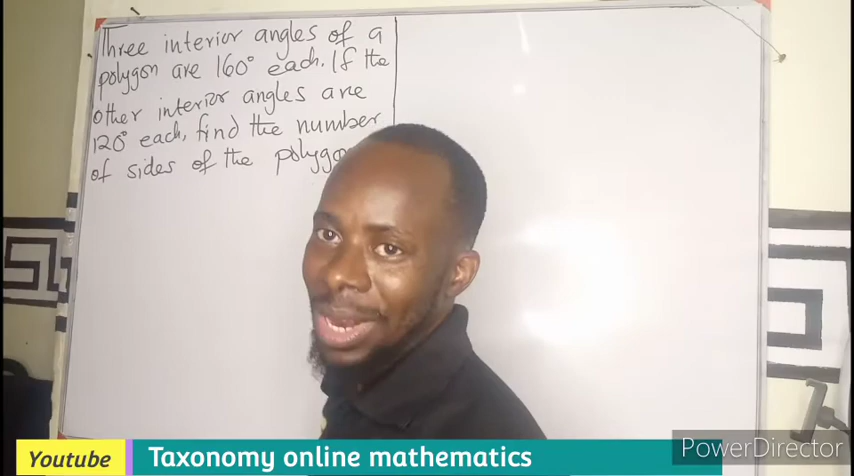 Three interior angles of a
polygon are 160° each. If the
other interior angles are
120° each, find the number
of sides of the polygon
Youtube
Taxonomy online mathematics
PowerDirector